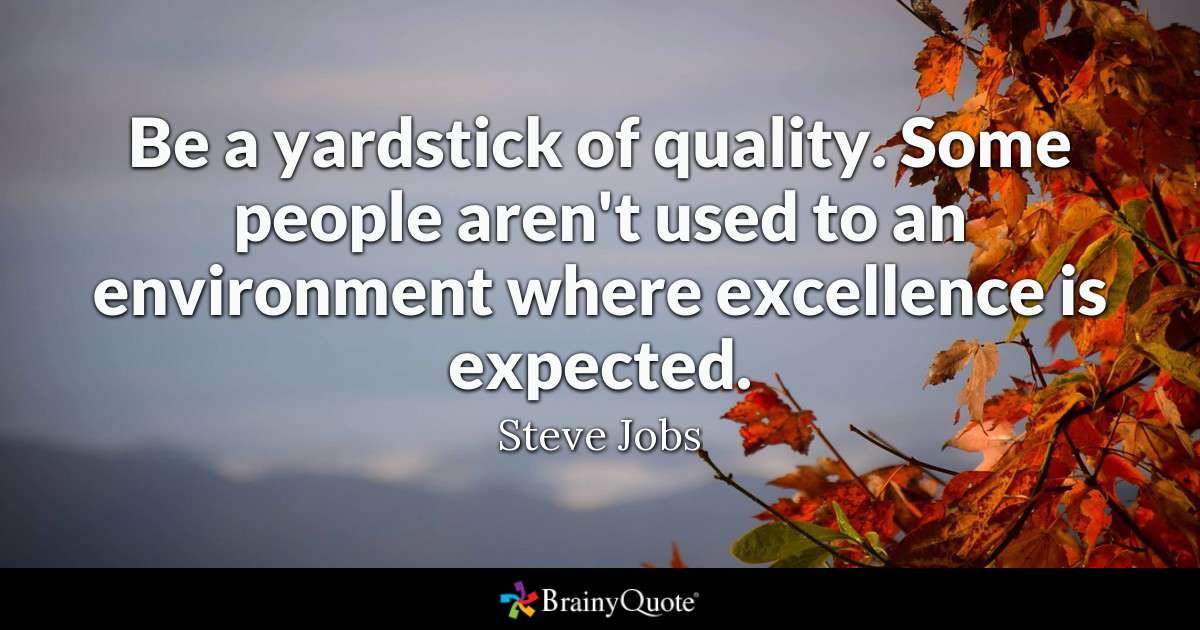 Be a yardstick of quality. Some
people aren't used to an
environment where excellence is
expected.
Steve Jobs
BrainyQuote®